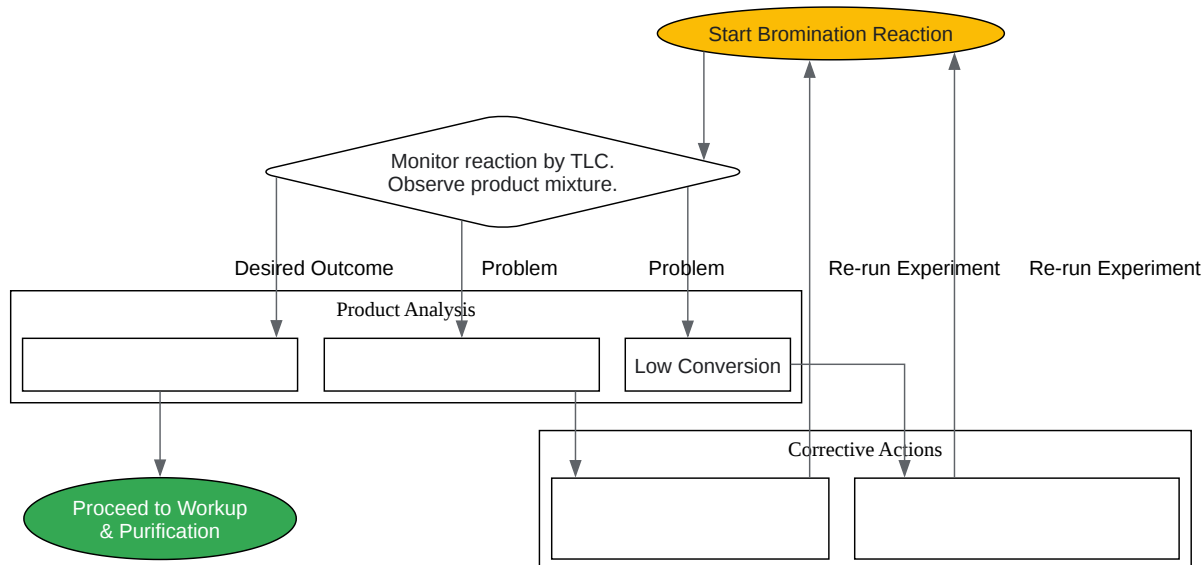 Start Bromination Reaction
Monitor reaction by TLC.
Observe product mixture.
Desired Outcome
Problem
Problem
Re-run Experiment
Re-run Experiment
Product Analysis
Low Conversion
Corrective Actions
Proceed to Workup
& Purification